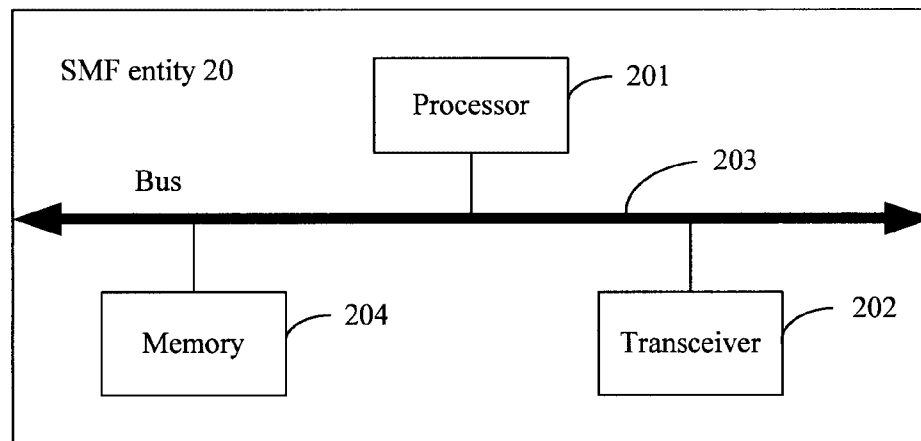 SMF entity 20
Processor
201
Bus
203
Memory
204
Transceiver
202